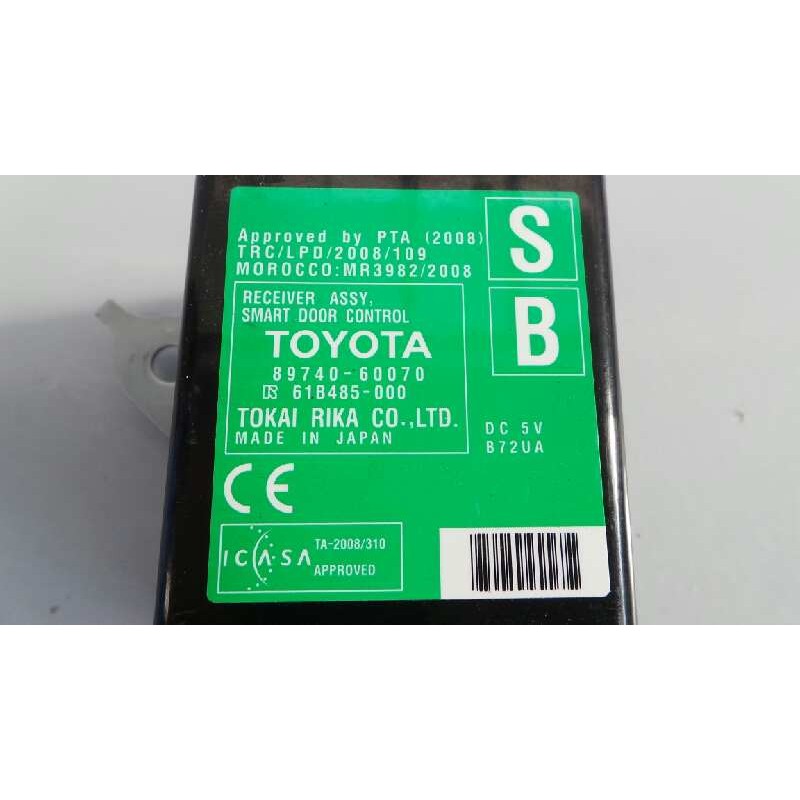 Approved by PTA (2008)
TRC/LPD/2008/109
MOROCCO:MR3982/2008
S
B
RECEIVER ASSY,
SMART DOOR CONTROL
TOYOTA
89740-60070
61B485-000
TOKAI RIKA CO.,LTD.
MADE IN JAPAN
DC 5V
B72UA
CE
ICASA
TA-2008/310
APPROVED